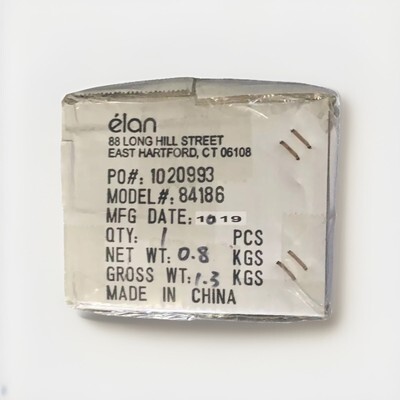 élan
88 LONG HILL STREET
EAST HARTFORD, CT 06108
PO#: 1020993
MODEL#: 84186
MFG DATE: 1019
QTY: 1 PCS
NET WT: 0.8 KGS
GROSS WT: 1.3 KGS
MADE IN CHINA